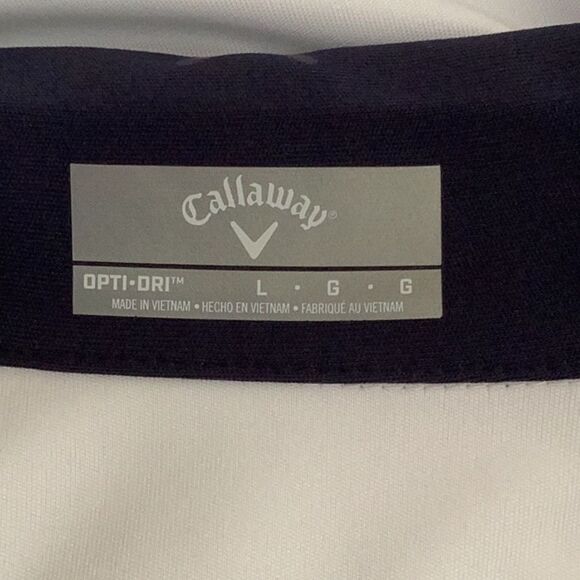 Callaway®
OPTI•DRI™ L • G • G
MADE IN VIETNAM • HECHO EN VIETNAM • FABRIQUÉ AU VIETNAM